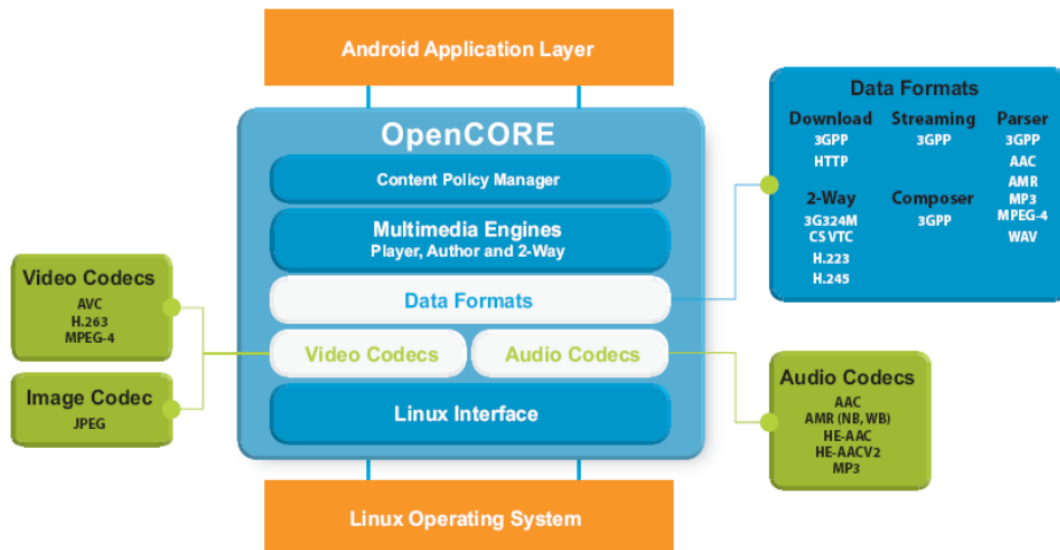 Android Application Layer
OpenCORE
Content Policy Manager
Multimedia Engines
Player, Author and 2-Way
Data Formats
Video Codecs
Audio Codecs
Linux Interface
Linux Operating System
Video Codecs
AVC
H.263
MPEG-4
Image Codec
JPEG
Data Formats
Download
3GPP
HTTP
Streaming
3GPP
Parser
3GPP
AAC
AMR
MP3
MPEG-4
WAV
2-Way
3G324M
CSVTC
H.223
H.245
Composer
3GPP
Audio Codecs
AAC
AMR (NB, WB)
HE-AAC
HE-AACV2
MP3